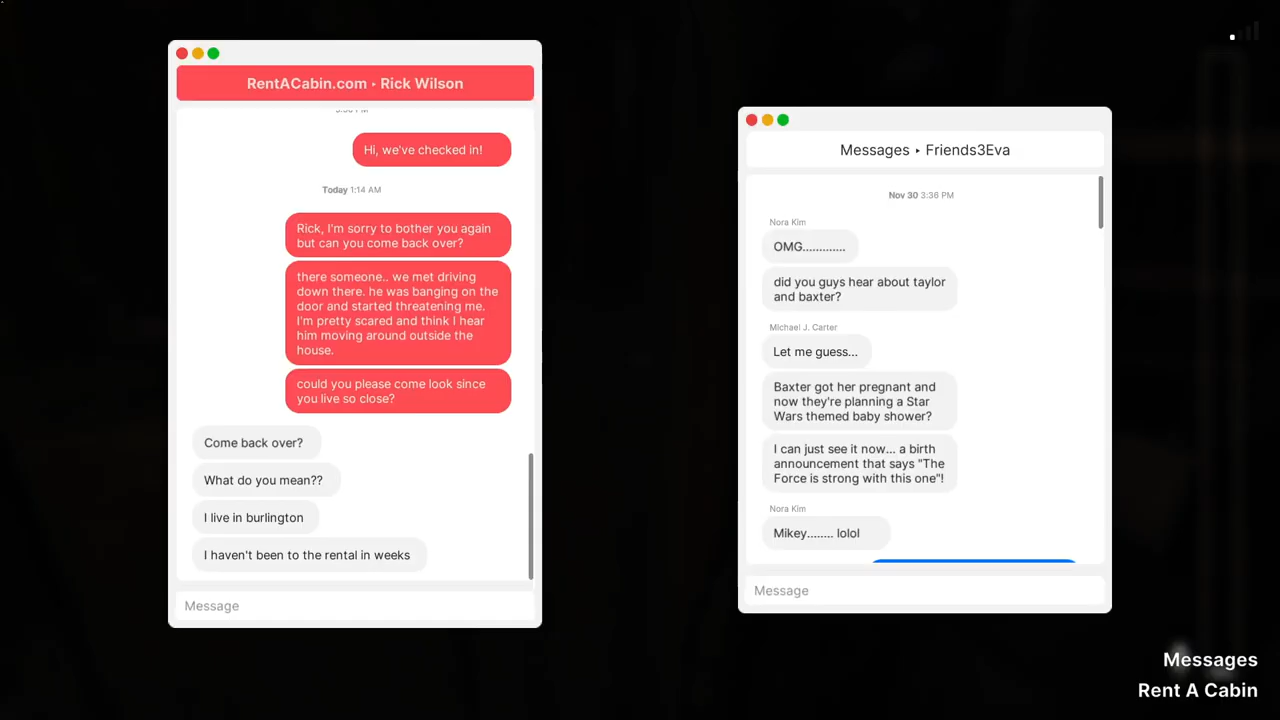 RentACabin.com ▸ Rick Wilson
Hi, we've checked in!
Today 1:14 AM
Rick, I'm sorry to bother you again
but can you come back over?
there someone.. we met driving
down there. he was banging on the
door and started threatening me.
I'm pretty scared and think I hear
him moving around outside the
house.
could you please come look since
you live so close?
Come back over?
What do you mean??
I live in burlington
I haven't been to the rental in weeks
Message
Messages ▸ Friends3Eva
Nov 30 3:36 PM
Nora Kim
OMG.............
did you guys hear about taylor
and baxter?
Michael J. Carter
Let me guess...
Baxter got her pregnant and
now they're planning a Star
Wars themed baby shower?
I can just see it now... a birth
announcement that says "The
Force is strong with this one"!
Nora Kim
Mikey........ lolol
Message
Messages
Rent A Cabin